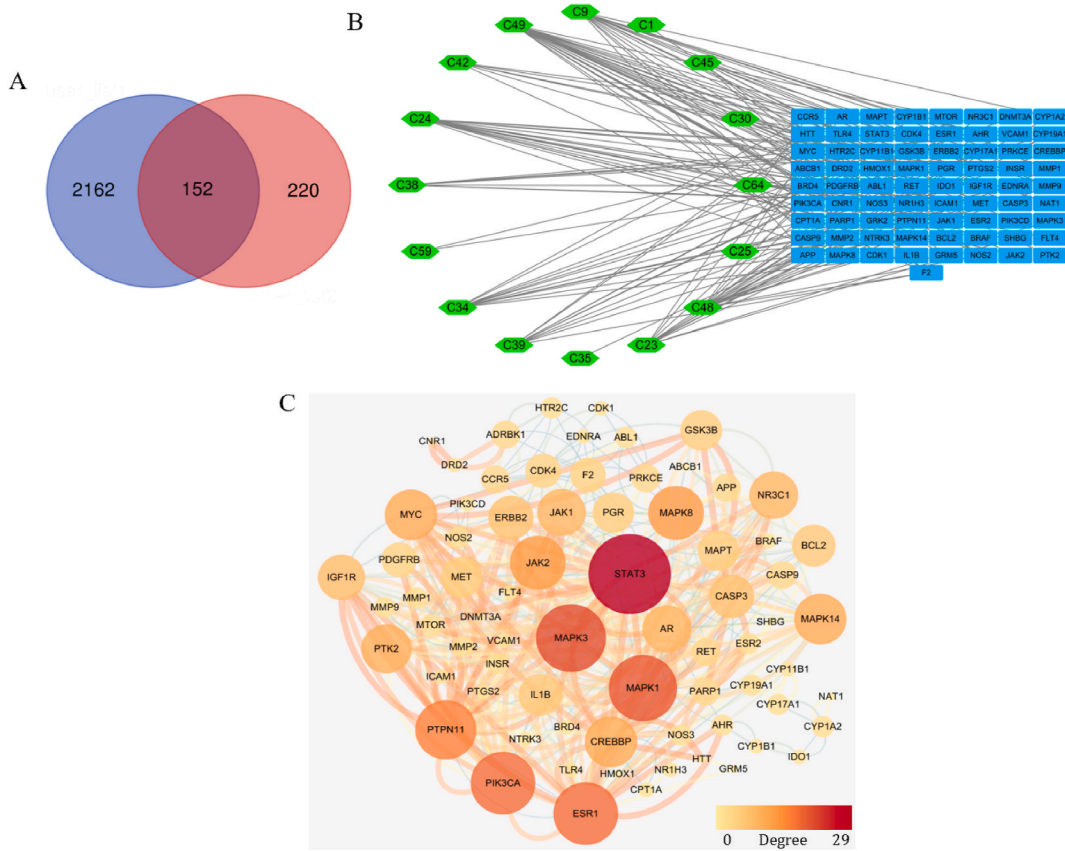 A
2162
152
220
B
C9
C1
C49
C45
C42
C24
C30
C38
C64
C59
C25
C34
C48
C39
C35
C23
CCR5 AR MAPT CYP1B1 MTOR NR3C1 DNMT3A CYP1A2
HTT TLR4 STAT3 CDK4 ESR1 AHR VCAM1 CYP19A1
MYC HTR2C CYP11B1 GSK3B ERBB2 CYP17A1 PRKCE CREBBP
ABCB1 DRD2 HMOX1 MAPK1 PGR PTGS2 INSR MMP1
BRD4 PDGFRB ABL1 RET IDO1 IGF1R EDNRA MMP9
PIK3CA CNR1 NOS3 NR1H3 ICAM1 MET CASP3 NAT1
CPT1A PARP1 GRK2 PTPN11 JAK1 ESR2 PIK3CD MAPK3
CASP9 MMP2 NTRK3 MAPK14 BCL2 BRAF SHBG FLT4
APP MAPK8 CDK1 IL1B GRM5 NOS2 JAK2 PTK2
F2
C
HTR2C
CDK1
CNR1
ADRBK1
EDNRA
ABL1
GSK3B
DRD2
CCR5
CDK4
F2
PRKCE
ABCB1
APP
NR3C1
PIK3CD
MYC
ERBB2
JAK1
PGR
MAPK8
NOS2
BRAF
BCL2
MAPT
PDGFRB
IGF1R
MET
JAK2
STAT3
CASP9
FLT4
MMP9
MMP1
CASP3
DNMT3A
MTOR
MAPK3
AR
SHBG
MAPK14
VCAM1
MMP2
ESR2
PTK2
RET
INSR
ICAM1
CYP11B1
PTGS2
IL1B
MAPK1
PARP1
CYP19A1
NAT1
CYP17A1
PTPN11
BRD4
NOS3
AHR
CYP1A2
NTRK3
CREBBP
CYP1B1
IDO1
HTT
TLR4
HMOX1
NR1H3
GRM5
PIK3CA
CPT1A
ESR1
0 Degree 29